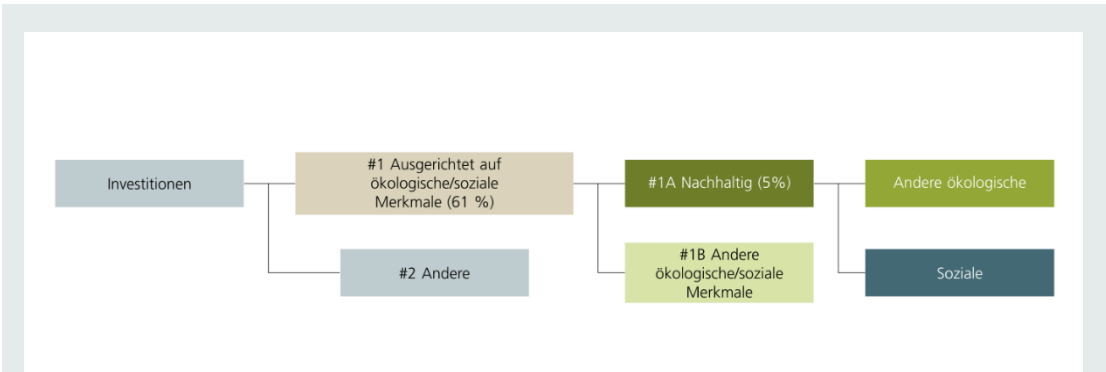 Investitionen
#1 Ausgerichtet auf
ökologische/soziale
Merkmale (61 %)
#2 Andere
#1A Nachhaltig (5%)
#1B Andere
ökologische/soziale
Merkmale
Andere ökologische
Soziale